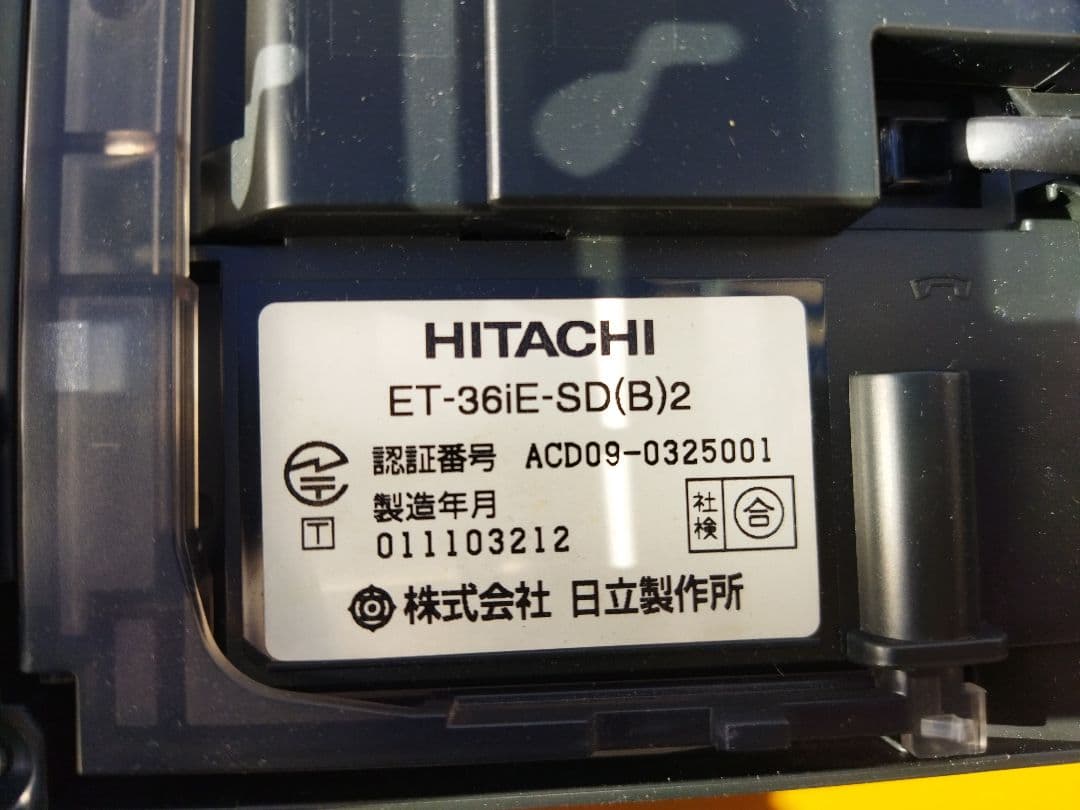 HITACHI
ET-36iE-SD(B)2
認証番号 ACD09-0325001
T
製造年月
011103212
社検 合
株式会社 日立製作所